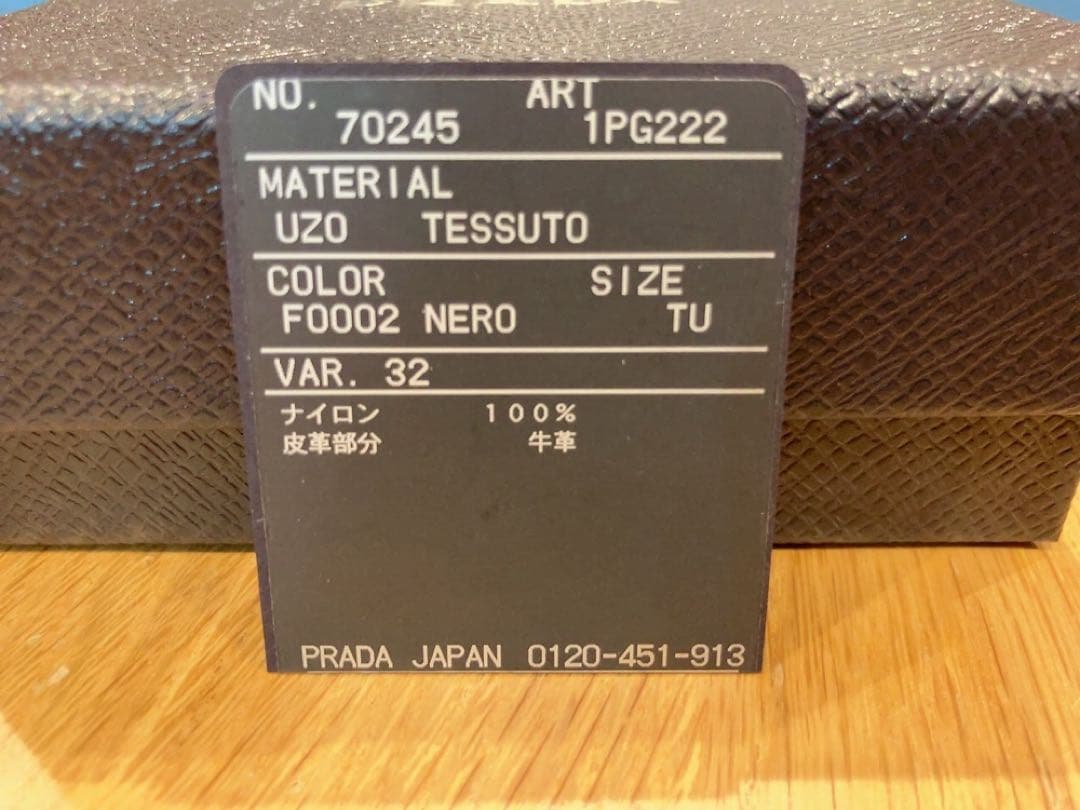 NO. ART
70245 1PG222
MATERIAL
UZO TESSUTO
COLOR SIZE
F0002 NERO TU
VAR. 32
ナイロン 100%
皮革部分 牛革
PRADA JAPAN 0120-451-913